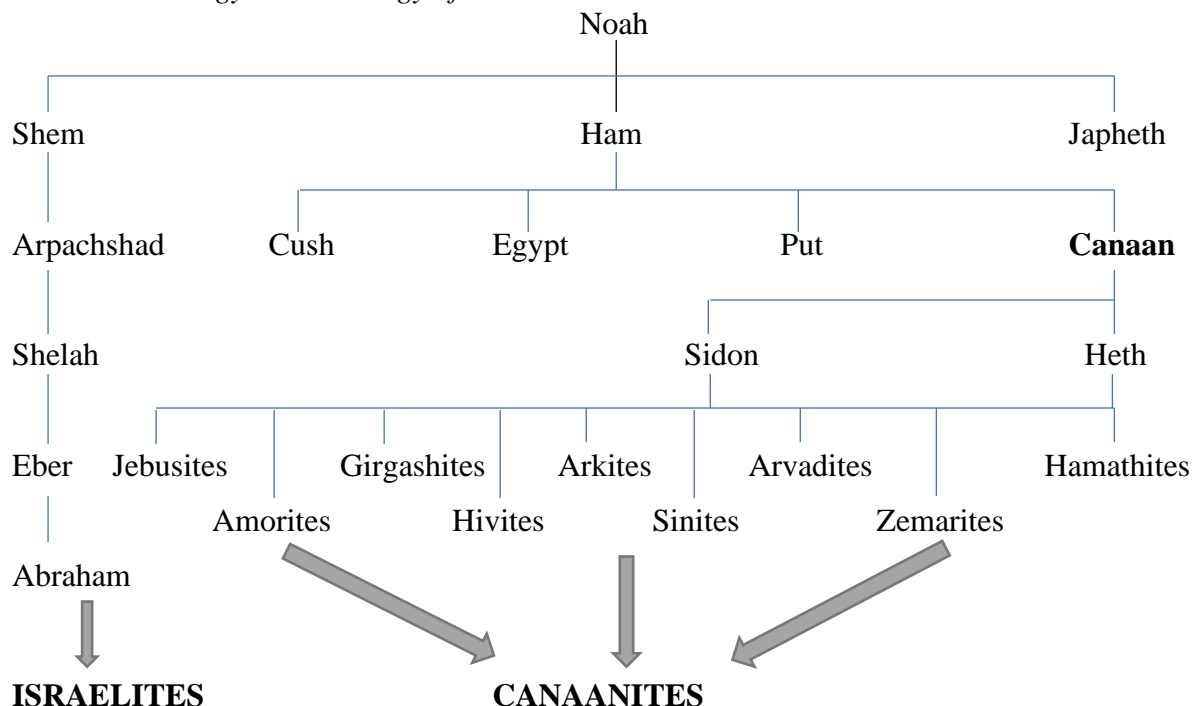 Noah
Shem Ham Japheth
Arpachshad Cush Egypt Put Canaan
Shelah Sidon Heth
Eber Jebusites Girgashites Arkites Arvadites Hamathites
Amorites Hivites Sinites Zemarites
Abraham
ISRAELITES CANAANITES